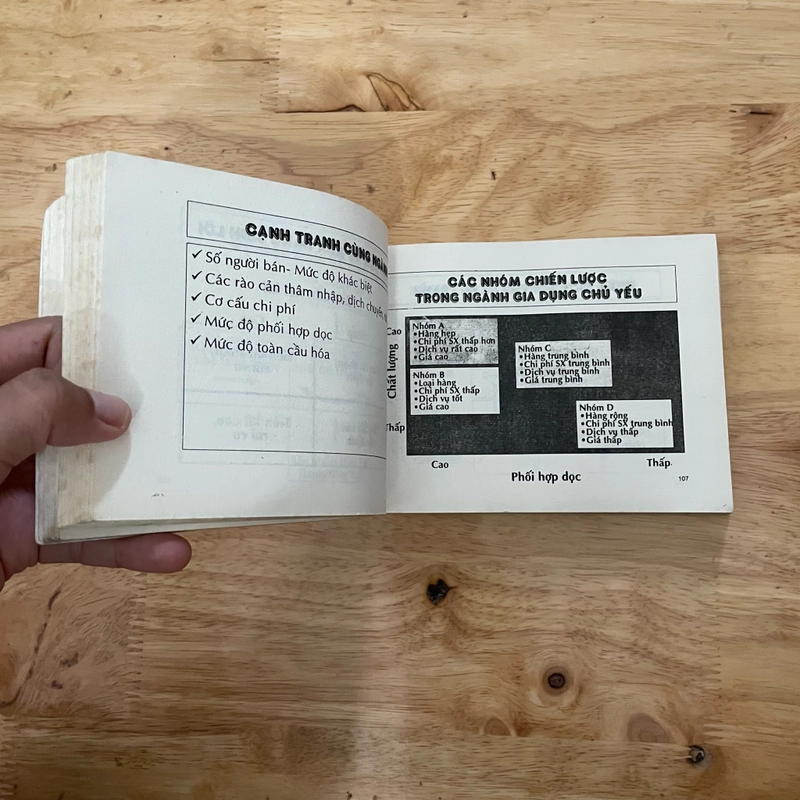 CẠNH TRANH CÙNG
✓ Số người bán- Mức độ khác biệt
✓ Các rào cản thâm nhập, dịch chuyển,
✓ Cơ cấu chi phí
✓ Mức độ phối hợp dọc
✓ Mức độ toàn cầu hóa
CÁC NHÓM CHIẾN LƯỢC
TRONG NGÀNH GIA DỤNG CHỦ YẾU
Cao
Chất lượng
Thấp
Nhóm A
•Hàng hẹp
•Chi phí SX thấp hơn
•Dịch vụ rất cao
•Giá cao
Nhóm B
•Loại hàng
•Chi phí SX thấp
•Dịch vụ tốt
•Giá cao
Nhóm C
•Hàng trung bình
•Chi phí SX trung bình
•Dịch vụ trung bình
•Giá trung bình
Nhóm D
•Hàng rộng
•Chi phí SX trung bình
•Dịch vụ thấp
•Giá thấp
Cao
Thấp
Phối hợp dọc
107